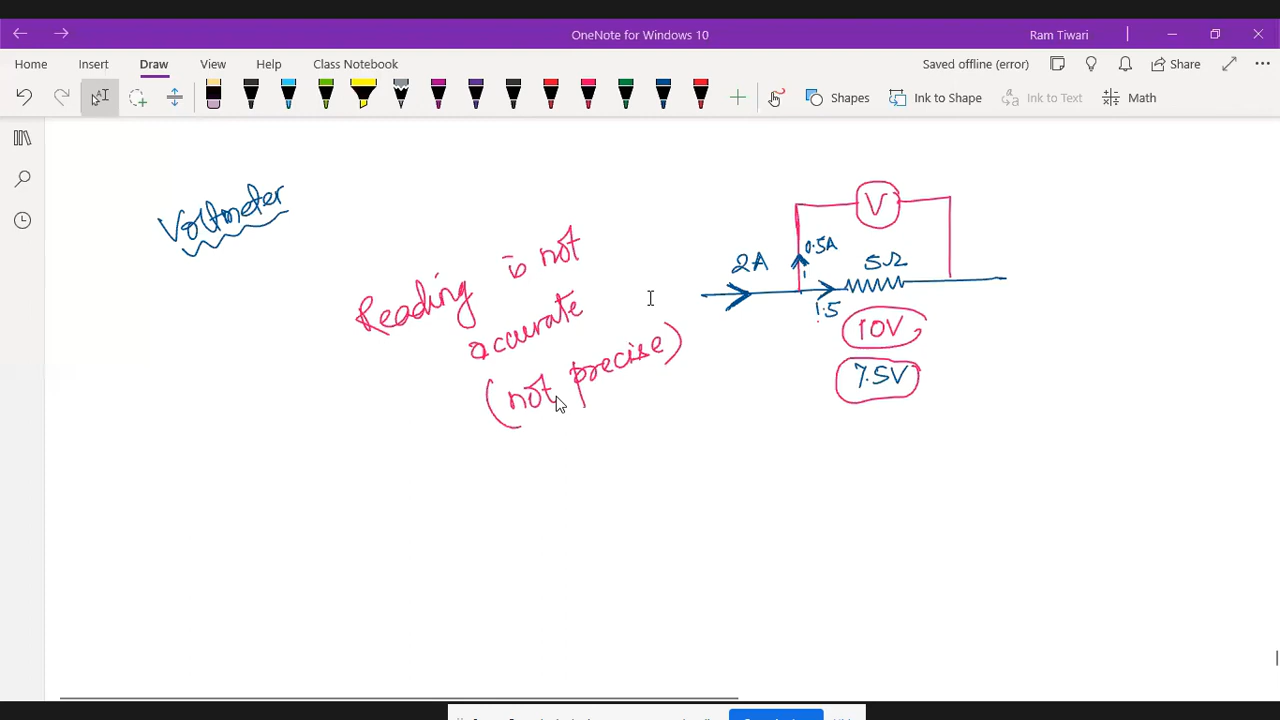 OneNote for Windows 10
Ram Tiwari
Home
Insert
Draw
View
Help
Class Notebook
Saved offline (error)
Share
Shapes
Ink to Shape
Ink to Text
Math
Voltmeter
Reading is not
accurate
(not precise)
V
0.5A
2A
5Ω
1.5
10V
7.5V